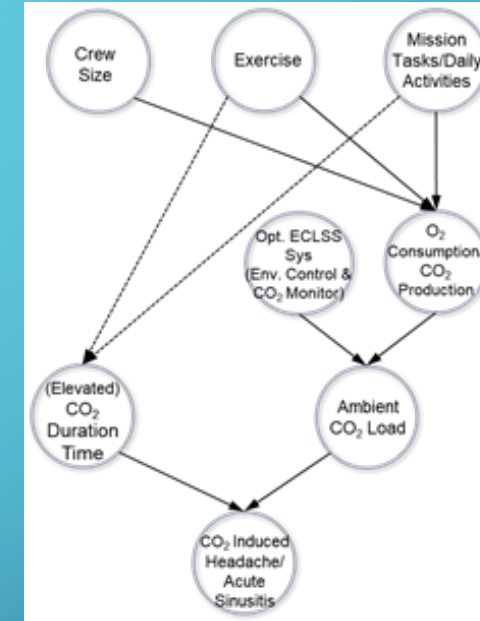 Crew
Size
Exercise
Mission
Tasks/Daily
Activities
Opt. ECLSS
Sys
(Env. Control &
CO₂ Monitor)
O₂
Consumption/
CO₂
Production
(Elevated)
CO₂
Duration
Time
Ambient
CO₂ Load
CO₂ Induced
Headache/
Acute
Sinusitis